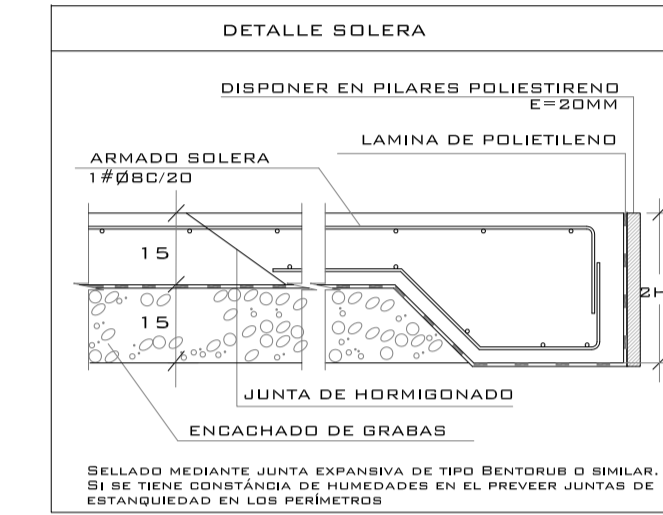 DETALLE SOLERA
DISPONER EN PILARES POLIESTIRENO
E=20MM
LAMINA DE POLIETILENO
ARMADO SOLERA
1#Ø8C/20
15
2H
15
JUNTA DE HORMIGONADO
ENCACHADO DE GRABAS
SELLADO MEDIANTE JUNTA EXPANSIVA DE TIPO BENTORUB O SIMILAR.
SI SE TIENE CONSTÁNCIA DE HUMEDADES EN EL PREVEER JUNTAS DE
ESTANQUIEDAD EN LOS PERÍMETROS